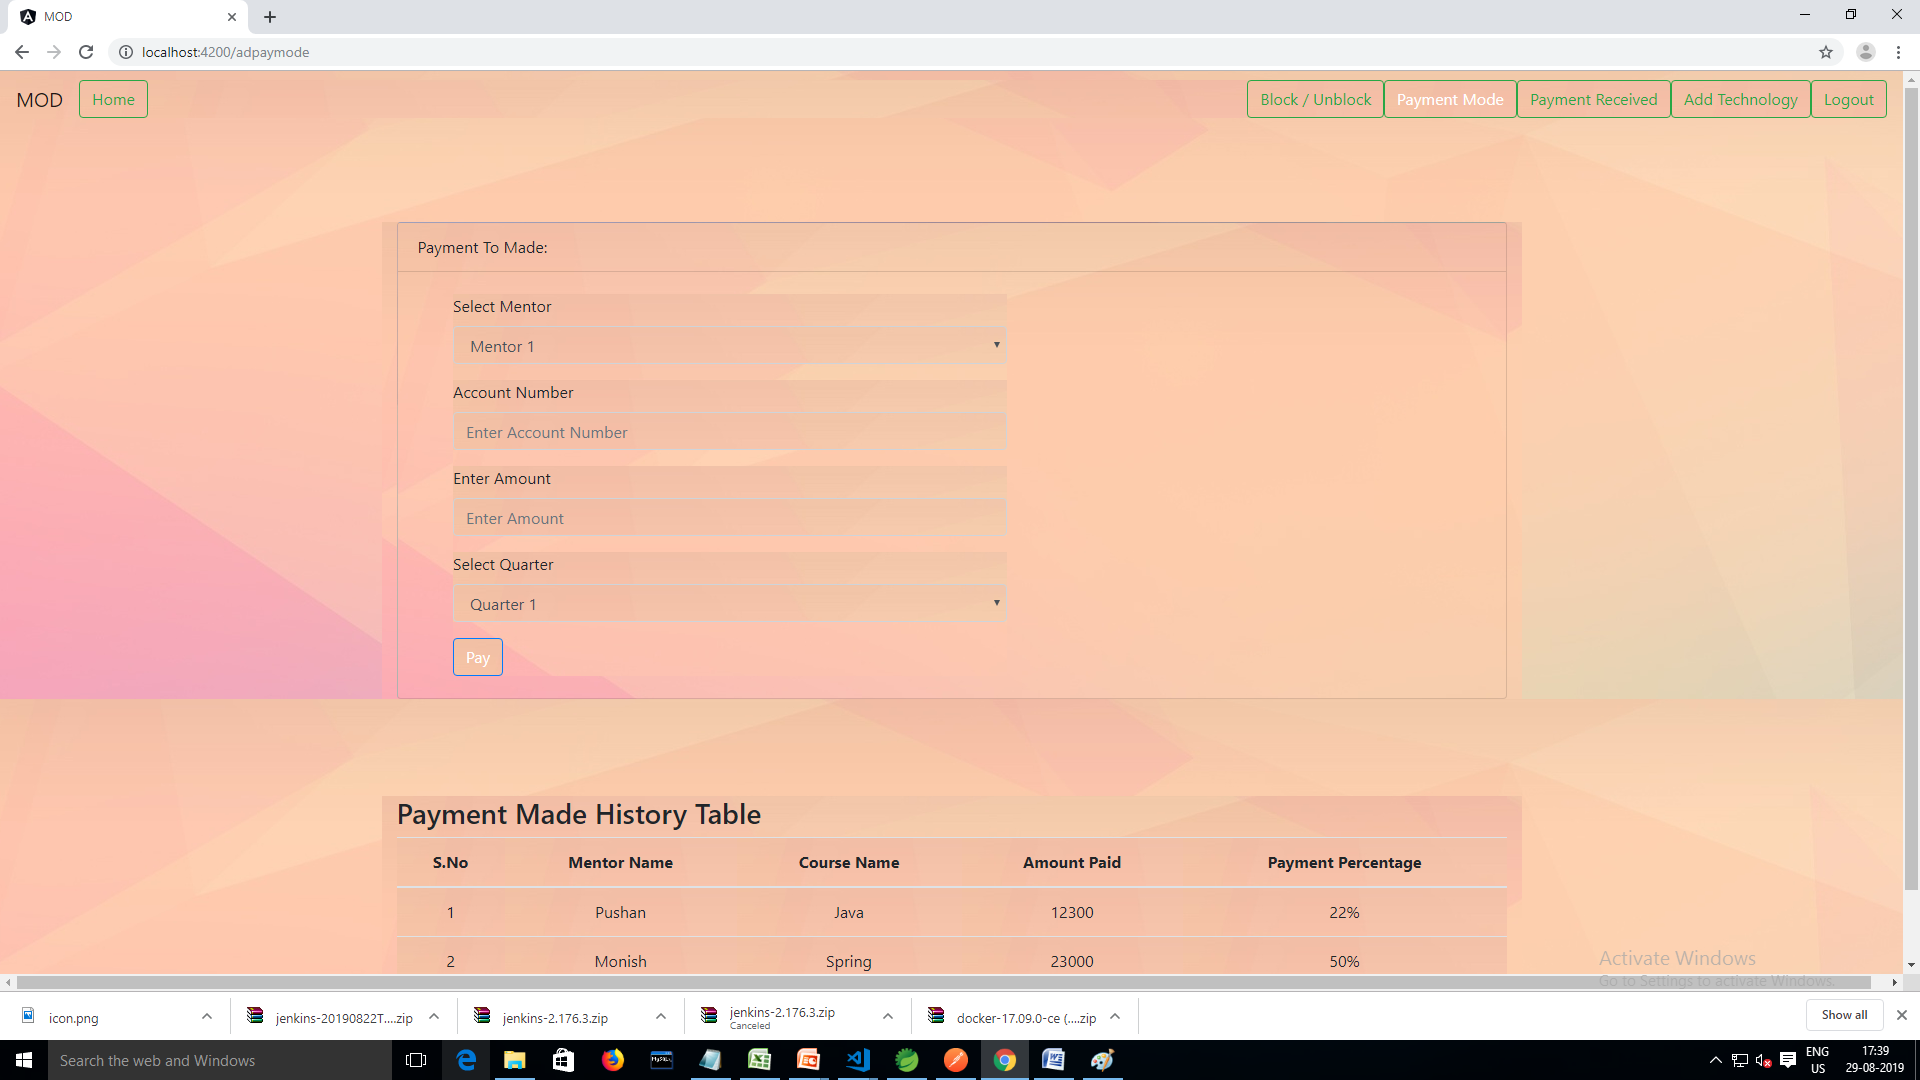 MOD
localhost:4200/adpaymode
MOD Home Block / Unblock Payment Mode Payment Received Add Technology Logout
Payment To Made:
Select Mentor
Mentor 1
Account Number
Enter Account Number
Enter Amount
Enter Amount
Select Quarter
Quarter 1
Pay
Payment Made History Table
S.No Mentor Name Course Name Amount Paid Payment Percentage
1 Pushan Java 12300 22%
2 Monish Spring 23000 50%
Activate Windows
Go to Settings to activate Windows.
icon.png jenkins-20190822T....zip jenkins-2.176.3.zip jenkins-2.176.3.zip docker-17.09.0-ce (....zip Show all
Canceled
Search the web and Windows
MySQL
ENG 17:39
US 29-08-2019